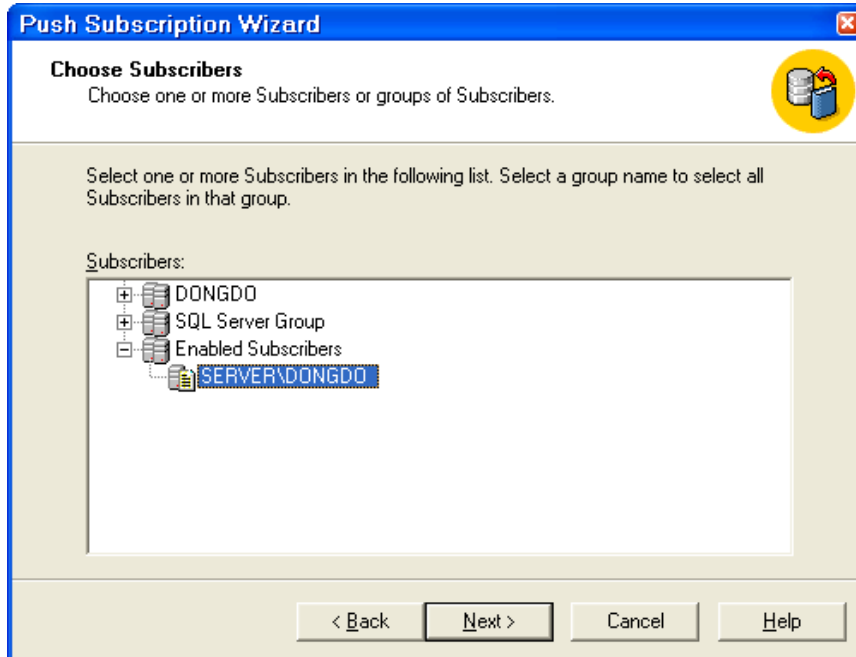 Push Subscription Wizard
Choose Subscribers
Choose one or more Subscribers or groups of Subscribers.
Select one or more Subscribers in the following list. Select a group name to select all
Subscribers in that group.
Subscribers:
DONGDO
SQL Server Group
Enabled Subscribers
SERVER\DONGDO
< Back Next > Cancel Help